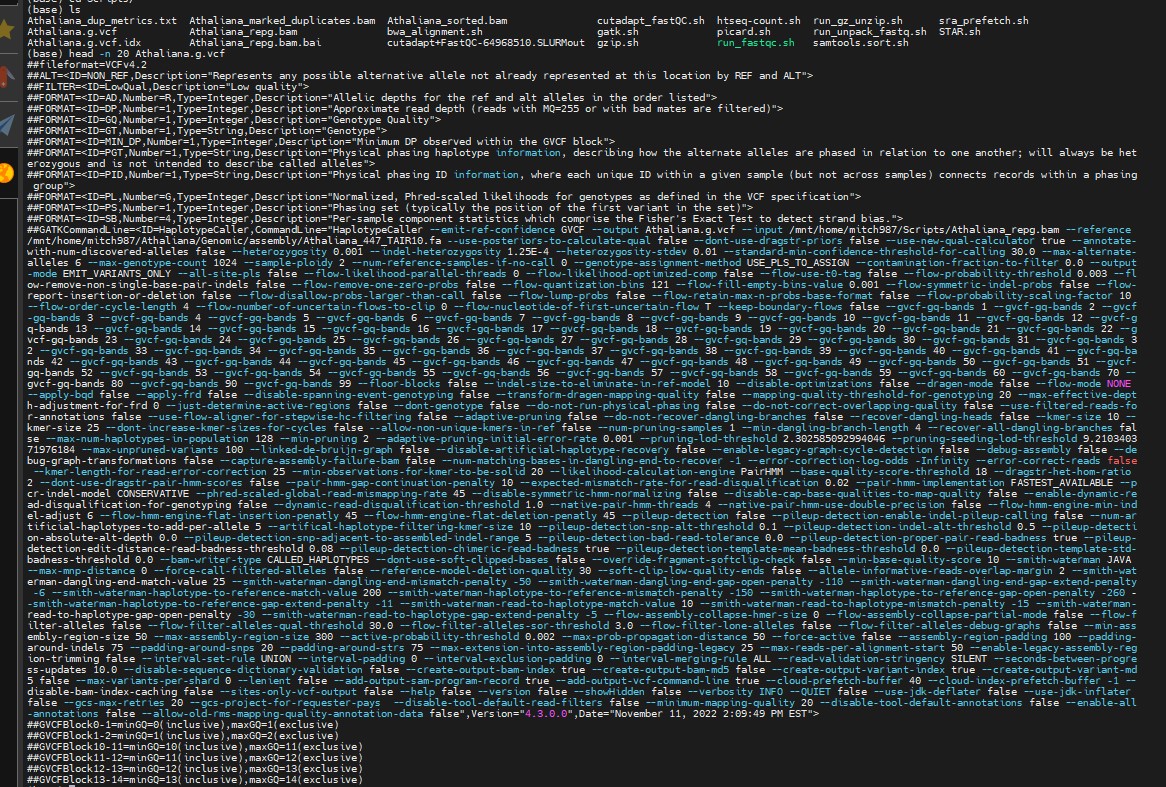 (base) cd Scripts/
(base) ls
Athaliana_dup_metrics.txt Athaliana_marked_duplicates.bam Athaliana_sorted.bam cutadapt_fastQC.sh htseq-count.sh run_gz_unzip.sh sra_prefetch.sh
Athaliana.g.vcf Athaliana_repg.bam bwa_alignment.sh gatk.sh picard.sh run_unpack_fastq.sh STAR.sh
Athaliana.g.vcf.idx Athaliana_repg.bam.bai cutadapt+FastQC-64968510.SLURMout gzip.sh run_fastqc.sh samtools.sort.sh
(base) head -n 20 Athaliana.g.vcf
##fileformat=VCFv4.2
##ALT=<ID=NON_REF,Description="Represents any possible alternative allele not already represented at this location by REF and ALT">
##FILTER=<ID=LowQual,Description="Low quality">
##FORMAT=<ID=AD,Number=R,Type=Integer,Description="Allelic depths for the ref and alt alleles in the order listed">
##FORMAT=<ID=DP,Number=1,Type=Integer,Description="Approximate read depth (reads with MQ=255 or with bad mates are filtered)">
##FORMAT=<ID=GQ,Number=1,Type=Integer,Description="Genotype Quality">
##FORMAT=<ID=GT,Number=1,Type=String,Description="Genotype">
##FORMAT=<ID=MIN_DP,Number=1,Type=Integer,Description="Minimum DP observed within the GVCF block">
##FORMAT=<ID=PGT,Number=1,Type=String,Description="Physical phasing haplotype information, describing how the alternate alleles are phased in relation to one another; will always be het
erozygous and is not intended to describe called alleles">
##FORMAT=<ID=PID,Number=1,Type=String,Description="Physical phasing ID information, where each unique ID within a given sample (but not across samples) connects records within a phasing
group">
##FORMAT=<ID=PL,Number=G,Type=Integer,Description="Normalized, Phred-scaled likelihoods for genotypes as defined in the VCF specification">
##FORMAT=<ID=PS,Number=1,Type=Integer,Description="Phasing set (typically the position of the first variant in the set)">
##FORMAT=<ID=SB,Number=4,Type=Integer,Description="Per-sample component statistics which comprise the Fisher's Exact Test to detect strand bias.">
##GATKCommandLine=<ID=HaplotypeCaller,CommandLine="HaplotypeCaller --emit-ref-confidence GVCF --output Athaliana.g.vcf --input /mnt/home/mitch987/Scripts/Athaliana_repg.bam --reference
/mnt/home/mitch987/Athaliana/Genomic/assembly/Athaliana_447_TAIR10.fa --use-posteriors-to-calculate-qual false --dont-use-dragstr-priors false --use-new-qual-calculator true --annotate-
with-num-discovered-alleles false --heterozygosity 0.001 --indel-heterozygosity 1.25E-4 --heterozygosity-stdev 0.01 --standard-min-confidence-threshold-for-calling 30.0 --max-alternate-
alleles 6 --max-genotype-count 1024 --sample-ploidy 2 --num-reference-samples-if-no-call 0 --genotype-assignment-method USE_PLS_TO_ASSIGN --contamination-fraction-to-filter 0.0 --output
-mode EMIT_VARIANTS_ONLY --all-site-pls false --flow-likelihood-parallel-threads 0 --flow-likelihood-optimized-comp false --flow-use-t0-tag false --flow-probability-threshold 0.003 --fl
ow-remove-non-single-base-pair-indels false --flow-remove-one-zero-probs false --flow-quantization-bins 121 --flow-fill-empty-bins-value 0.001 --flow-symmetric-indel-probs false --flow-
report-insertion-or-deletion false --flow-disallow-probs-larger-than-call false --flow-lump-probs false --flow-retain-max-n-probs-base-format false --flow-probability-scaling-factor 10
--flow-order-cycle-length 4 --flow-number-of-uncertain-flows-to-clip 0 --flow-nucleotide-of-first-uncertain-flow T --keep-boundary-flows false --gvcf-gq-bands 1 --gvcf-gq-bands 2 --gvcf
-gq-bands 3 --gvcf-gq-bands 4 --gvcf-gq-bands 5 --gvcf-gq-bands 6 --gvcf-gq-bands 7 --gvcf-gq-bands 8 --gvcf-gq-bands 9 --gvcf-gq-bands 10 --gvcf-gq-bands 11 --gvcf-gq-bands 12 --gvcf-g
q-bands 13 --gvcf-gq-bands 14 --gvcf-gq-bands 15 --gvcf-gq-bands 16 --gvcf-gq-bands 17 --gvcf-gq-bands 18 --gvcf-gq-bands 19 --gvcf-gq-bands 20 --gvcf-gq-bands 21 --gvcf-gq-bands 22 --g
vcf-gq-bands 23 --gvcf-gq-bands 24 --gvcf-gq-bands 25 --gvcf-gq-bands 26 --gvcf-gq-bands 27 --gvcf-gq-bands 28 --gvcf-gq-bands 29 --gvcf-gq-bands 30 --gvcf-gq-bands 31 --gvcf-gq-bands 3
2 --gvcf-gq-bands 33 --gvcf-gq-bands 34 --gvcf-gq-bands 35 --gvcf-gq-bands 36 --gvcf-gq-bands 37 --gvcf-gq-bands 38 --gvcf-gq-bands 39 --gvcf-gq-bands 40 --gvcf-gq-bands 41 --gvcf-gq-ba
nds 42 --gvcf-gq-bands 43 --gvcf-gq-bands 44 --gvcf-gq-bands 45 --gvcf-gq-bands 46 --gvcf-gq-bands 47 --gvcf-gq-bands 48 --gvcf-gq-bands 49 --gvcf-gq-bands 50 --gvcf-gq-bands 51 --gvcf-
gq-bands 52 --gvcf-gq-bands 53 --gvcf-gq-bands 54 --gvcf-gq-bands 55 --gvcf-gq-bands 56 --gvcf-gq-bands 57 --gvcf-gq-bands 58 --gvcf-gq-bands 59 --gvcf-gq-bands 60 --gvcf-gq-bands 70 --
gvcf-gq-bands 80 --gvcf-gq-bands 90 --gvcf-gq-bands 99 --floor-blocks false --indel-size-to-eliminate-in-ref-model 10 --disable-optimizations false --dragen-mode false --flow-mode NONE
--apply-bqd false --apply-frd false --disable-spanning-event-genotyping false --transform-dragen-mapping-quality false --mapping-quality-threshold-for-genotyping 20 --max-effective-dept
h-adjustment-for-frd 0 --just-determine-active-regions false --dont-genotype false --do-not-run-physical-phasing false --do-not-correct-overlapping-quality false --use-filtered-reads-fo
r-annotations false --use-flow-aligner-for-stepwise-hc-filtering false --adaptive-pruning false --do-not-recover-dangling-branches false --recover-dangling-heads false --kmer-size 10 --
kmer-size 25 --dont-increase-kmer-sizes-for-cycles false --allow-non-unique-kmers-in-ref false --num-pruning-samples 1 --min-dangling-branch-length 4 --recover-all-dangling-branches fal
se --max-num-haplotypes-in-population 128 --min-pruning 2 --adaptive-pruning-initial-error-rate 0.001 --pruning-lod-threshold 2.302585092994046 --pruning-seeding-lod-threshold 9.2103403
71976184 --max-unpruned-variants 100 --linked-de-bruijn-graph false --disable-artificial-haplotype-recovery false --enable-legacy-graph-cycle-detection false --debug-assembly false --de
bug-graph-transformations false --capture-assembly-failure-bam false --num-matching-bases-in-dangling-end-to-recover -1 --error-correction-log-odds -Infinity --error-correct-reads false
--kmer-length-for-read-error-correction 25 --min-observations-for-kmer-to-be-solid 20 --likelihood-calculation-engine PairHMM --base-quality-score-threshold 18 --dragstr-het-hom-ratio
2 --dont-use-dragstr-pair-hmm-scores false --pair-hmm-gap-continuation-penalty 10 --expected-mismatch-rate-for-read-disqualification 0.02 --pair-hmm-implementation FASTEST_AVAILABLE --p
cr-indel-model CONSERVATIVE --phred-scaled-global-read-mismapping-rate 45 --disable-symmetric-hmm-normalizing false --disable-cap-base-qualities-to-map-quality false --enable-dynamic-re
ad-disqualification-for-genotyping false --dynamic-read-disqualification-threshold 1.0 --native-pair-hmm-threads 4 --native-pair-hmm-use-double-precision false --flow-hmm-engine-min-ind
el-adjust 6 --flow-hmm-engine-flat-insertion-penatly 45 --flow-hmm-engine-flat-deletion-penatly 45 --pileup-detection false --pileup-detection-enable-indel-pileup-calling false --num-ar
tificial-haplotypes-to-add-per-allele 5 --artifical-haplotype-filtering-kmer-size 10 --pileup-detection-snp-alt-threshold 0.1 --pileup-detection-indel-alt-threshold 0.5 --pileup-detecti
on-absolute-alt-depth 0.0 --pileup-detection-snp-adjacent-to-assembled-indel-range 5 --pileup-detection-bad-read-tolerance 0.0 --pileup-detection-proper-pair-read-badness true --pileup-
detection-edit-distance-read-badness-threshold 0.08 --pileup-detection-chimeric-read-badness true --pileup-detection-template-mean-badness-threshold 0.0 --pileup-detection-template-std-
badness-threshold 0.0 --bam-writer-type CALLED_HAPLOTYPES --dont-use-soft-clipped-bases false --override-fragment-softclip-check false --min-base-quality-score 10 --smith-waterman JAVA
--max-mnp-distance 0 --force-call-filtered-alleles false --reference-model-deletion-quality 30 --soft-clip-low-quality-ends false --allele-informative-reads-overlap-margin 2 --smith-wat
erman-dangling-end-match-value 25 --smith-waterman-dangling-end-mismatch-penalty -50 --smith-waterman-dangling-end-gap-open-penalty -110 --smith-waterman-dangling-end-gap-extend-penalty
-6 --smith-waterman-haplotype-to-reference-match-value 200 --smith-waterman-haplotype-to-reference-mismatch-penalty -150 --smith-waterman-haplotype-to-reference-gap-open-penalty -260 -
-smith-waterman-haplotype-to-reference-gap-extend-penalty -11 --smith-waterman-read-to-haplotype-match-value 10 --smith-waterman-read-to-haplotype-mismatch-penalty -15 --smith-waterman-
read-to-haplotype-gap-open-penalty -30 --smith-waterman-read-to-haplotype-gap-extend-penalty -5 --flow-assembly-collapse-hmer-size 0 --flow-assembly-collapse-partial-mode false --flow-f
ilter-alleles false --flow-filter-alleles-qual-threshold 30.0 --flow-filter-alleles-sor-threshold 3.0 --flow-filter-lone-alleles false --flow-filter-alleles-debug-graphs false --min-ass
embly-region-size 50 --max-assembly-region-size 300 --active-probability-threshold 0.002 --max-prob-propagation-distance 50 --force-active false --assembly-region-padding 100 --padding-
around-indels 75 --padding-around-snps 20 --padding-around-strs 75 --max-extension-into-assembly-region-padding-legacy 25 --max-reads-per-alignment-start 50 --enable-legacy-assembly-reg
ion-trimming false --interval-set-rule UNION --interval-padding 0 --interval-exclusion-padding 0 --interval-merging-rule ALL --read-validation-stringency SILENT --seconds-between-progre
ss-updates 10.0 --disable-sequence-dictionary-validation false --create-output-bam-index true --create-output-bam-md5 false --create-output-variant-index true --create-output-variant-md
5 false --max-variants-per-shard 0 --lenient false --add-output-sam-program-record true --add-output-vcf-command-line true --cloud-prefetch-buffer 40 --cloud-index-prefetch-buffer -1 --
disable-bam-index-caching false --sites-only-vcf-output false --help false --version false --showHidden false --verbosity INFO --QUIET false --use-jdk-deflater false --use-jdk-inflater
false --gcs-max-retries 20 --gcs-project-for-requester-pays  --disable-tool-default-read-filters false --minimum-mapping-quality 20 --disable-tool-default-annotations false --enable-all
-annotations false --allow-old-rms-mapping-quality-annotation-data false",Version="4.3.0.0",Date="November 11, 2022 2:09:49 PM EST">
##GVCFBlock0-1=minGQ=0(inclusive),maxGQ=1(exclusive)
##GVCFBlock1-2=minGQ=1(inclusive),maxGQ=2(exclusive)
##GVCFBlock10-11=minGQ=10(inclusive),maxGQ=11(exclusive)
##GVCFBlock11-12=minGQ=11(inclusive),maxGQ=12(exclusive)
##GVCFBlock12-13=minGQ=12(inclusive),maxGQ=13(exclusive)
##GVCFBlock13-14=minGQ=13(inclusive),maxGQ=14(exclusive)